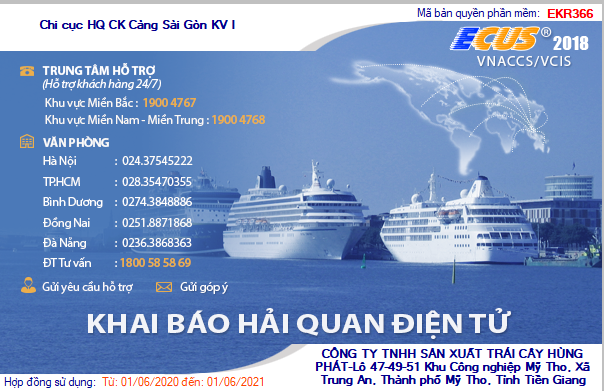 Chi cục HQ CK Cảng Sài Gòn KV I
Mã bản quyền phần mềm: EKR366
ECUS® 2018
VNACCS/VCIS
TRUNG TÂM HỖ TRỢ
(Hỗ trợ khách hàng 24/7)
Khu vực Miền Bắc : 1900 4767
Khu vực Miền Nam - Miền Trung : 1900 4768
VĂN PHÒNG
Hà Nội : 024.37545222
TP.HCM : 028.35470355
Bình Dương : 0274.3848886
Đồng Nai : 0251.8871868
Đà Nẵng : 0236.3868363
ĐT Tư vấn : 1800 58 58 69
Gửi yêu cầu hỗ trợ Gửi góp ý
KHAI BÁO HẢI QUAN ĐIỆN TỬ
Hợp đồng sử dụng: Từ: 01/06/2020 đến: 01/06/2021
CÔNG TY TNHH SẢN XUẤT TRÁI CÂY HÙNG
PHÁT-Lô 47-49-51 Khu Công nghiệp Mỹ Tho, Xã
Trung An, Thành phố Mỹ Tho, Tỉnh Tiền Giang